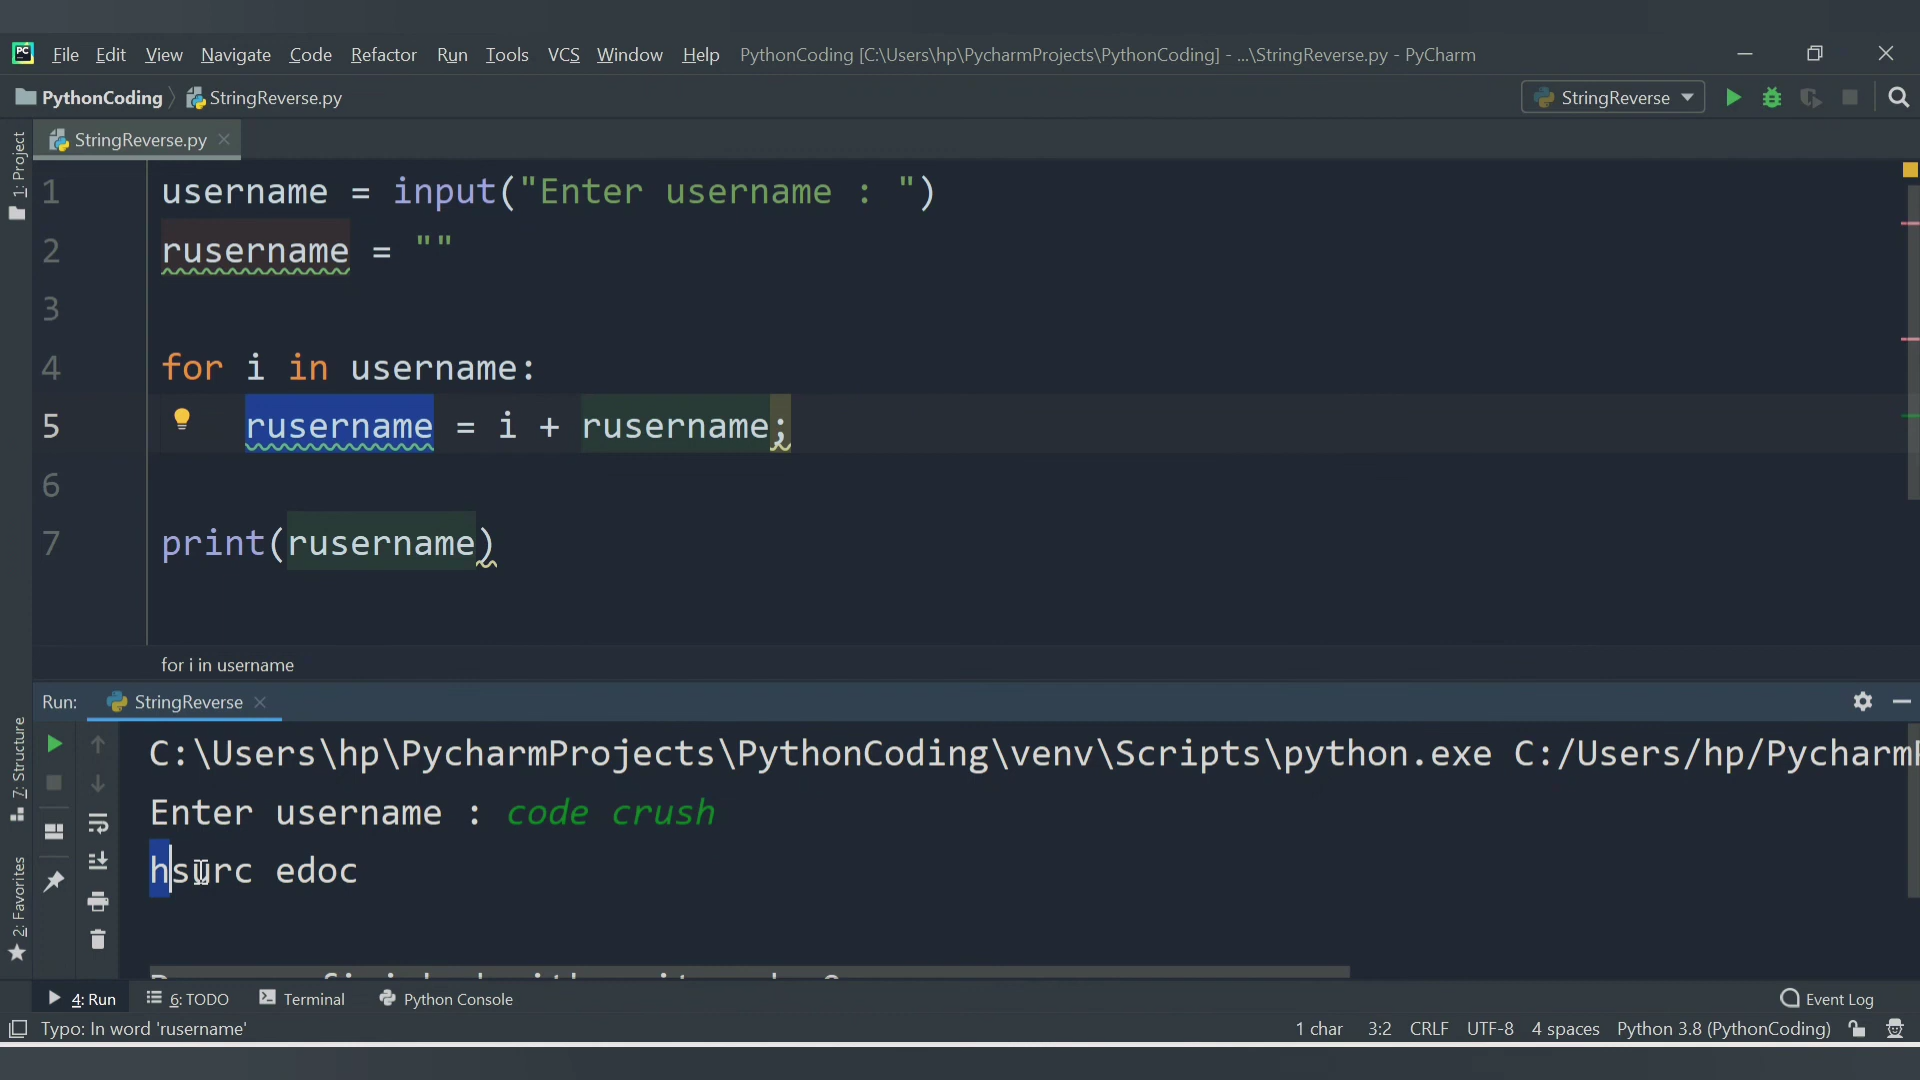 File Edit View Navigate Code Refactor Run Tools VCS Window Help PythonCoding [C:\Users\hp\PycharmProjects\PythonCoding] - ...\StringReverse.py - PyCharm
PythonCoding StringReverse.py StringReverse
StringReverse.py
1: Project
1 username = input("Enter username : ")
2 rusername = ""
3
4 for i in username:
5 rusername = i + rusername;
6
7 print(rusername)
for i in username
Run: StringReverse
7: Structure
2: Favorites
C:\Users\hp\PycharmProjects\PythonCoding\venv\Scripts\python.exe C:/Users/hp/Pycharm
Enter username : code crush
hsurc edoc
4: Run 6: TODO Terminal Python Console Event Log
Typo: In word 'rusername' 1 char 3:2 CRLF UTF-8 4 spaces Python 3.8 (PythonCoding)